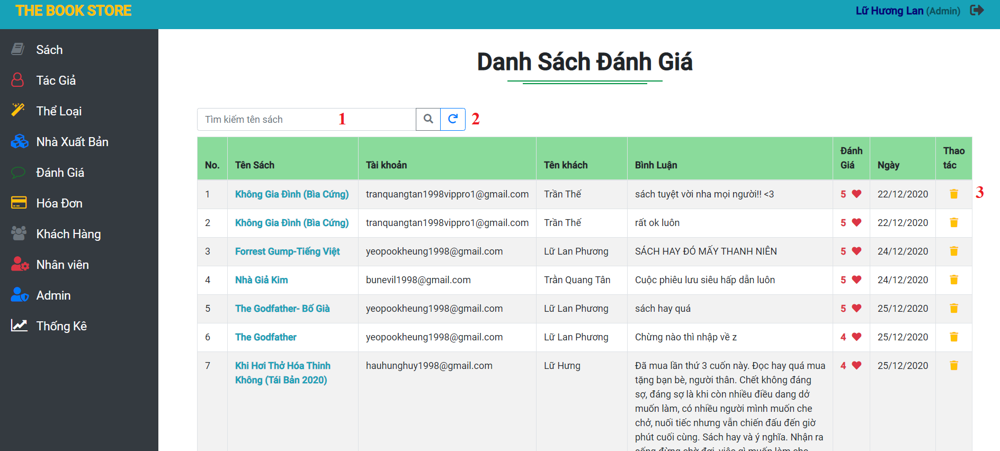 THE BOOK STORE
Lữ Hương Lan (Admin)
Sách
Tác Giả
Thể Loại
Nhà Xuất Bản
Đánh Giá
Hóa Đơn
Khách Hàng
Nhân viên
Admin
Thống Kê
Danh Sách Đánh Giá
Tìm kiếm tên sách 1 2
No. Tên Sách Tài khoản Tên khách Bình Luận Đánh Giá Ngày Thao tác
1 Không Gia Đình (Bìa Cứng) tranquangtan1998vippro1@gmail.com Trần Thế sách tuyệt vời nha mọi người!! <3 5 22/12/2020 3
2 Không Gia Đình (Bìa Cứng) tranquangtan1998vippro1@gmail.com Trần Thế rất ok luôn 5 22/12/2020
3 Forrest Gump-Tiếng Việt yeopookheung1998@gmail.com Lữ Lan Phương SÁCH HAY ĐÓ MẤY THANH NIÊN 5 24/12/2020
4 Nhà Giả Kim bunevil1998@gmail.com Trần Quang Tân Cuộc phiêu lưu siêu hấp dẫn luôn 5 24/12/2020
5 The Godfather- Bố Già yeopookheung1998@gmail.com Lữ Lan Phương sách hay quá 5 25/12/2020
6 The Godfather yeopookheung1998@gmail.com Lữ Lan Phương Chừng nào thì nhập về z 4 25/12/2020
7 Khi Hơi Thở Hóa Thinh hauhunghuy1998@gmail.com Lữ Hưng Đã mua lần thứ 3 cuốn này. Đọc hay quá mua 4 25/12/2020
Không (Tái Bản 2020) tặng bạn bè, người thân. Chết không đáng
sợ, đáng sợ là khi còn nhiều điều dang dở
muốn làm, có nhiều người mình muốn che
chở, nuối tiếc nhưng vẫn chiến đấu đến giờ
phút cuối cùng. Sách hay và ý nghĩa. Nhận ra